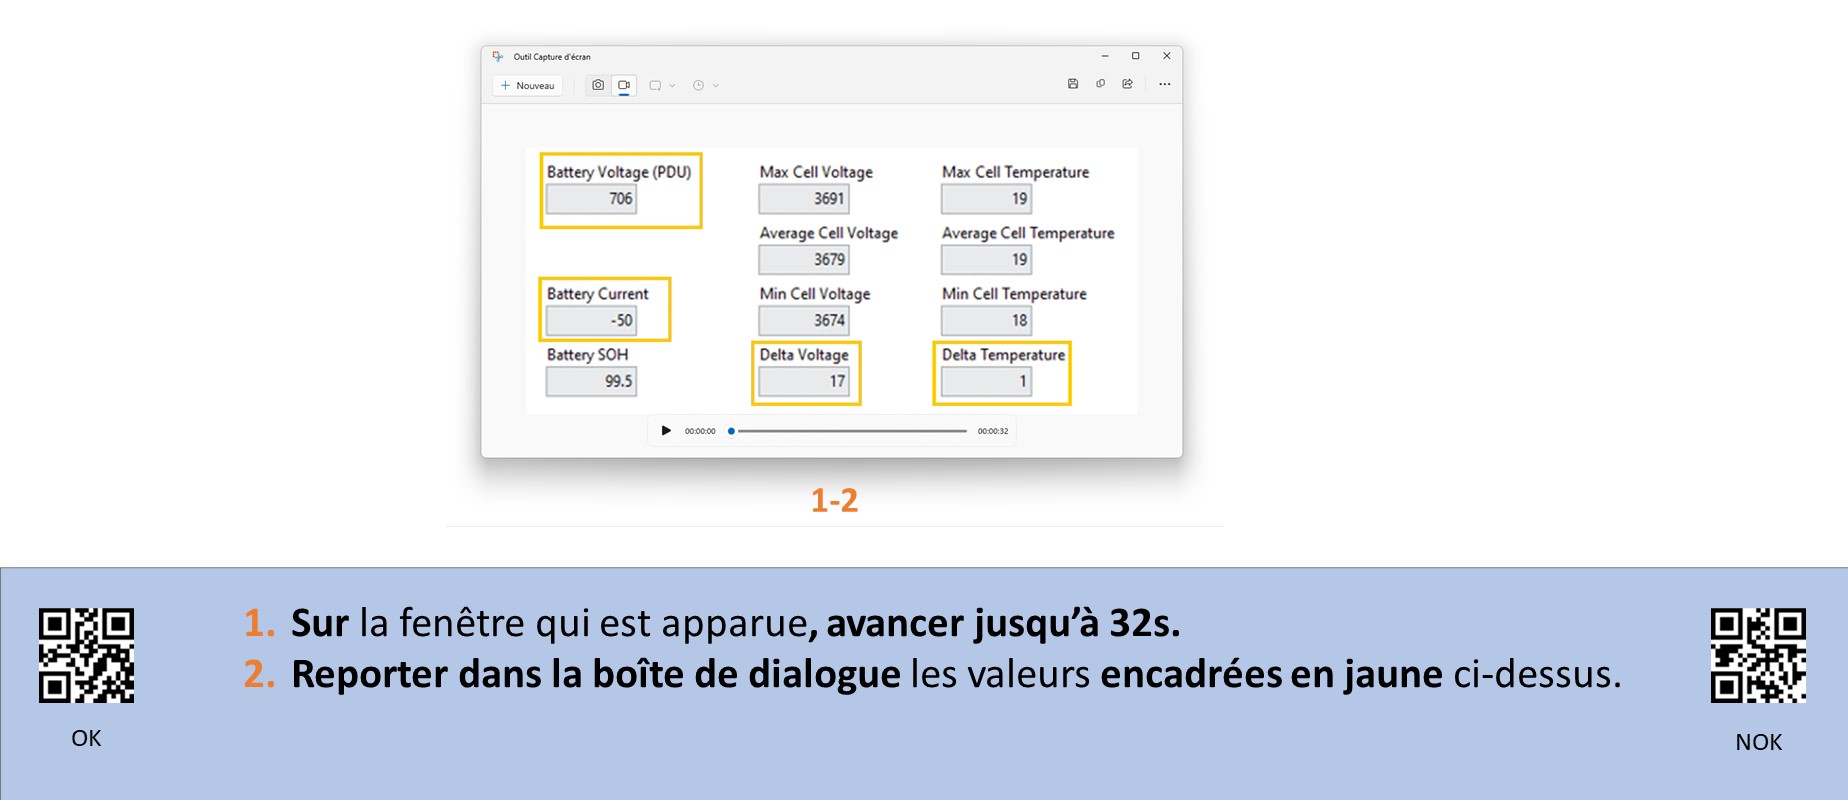 Outil Capture d'écran
Nouveau
Battery Voltage (PDU)
706
Max Cell Voltage
3691
Max Cell Temperature
19
Average Cell Voltage
3679
Average Cell Temperature
19
Battery Current
-50
Min Cell Voltage
3674
Min Cell Temperature
18
Battery SOH
99.5
Delta Voltage
17
Delta Temperature
1
00:00:00
00:00:32
1-2
1. Sur la fenêtre qui est apparue, avancer jusqu’à 32s.
2. Reporter dans la boîte de dialogue les valeurs encadrées en jaune ci-dessus.
OK
NOK